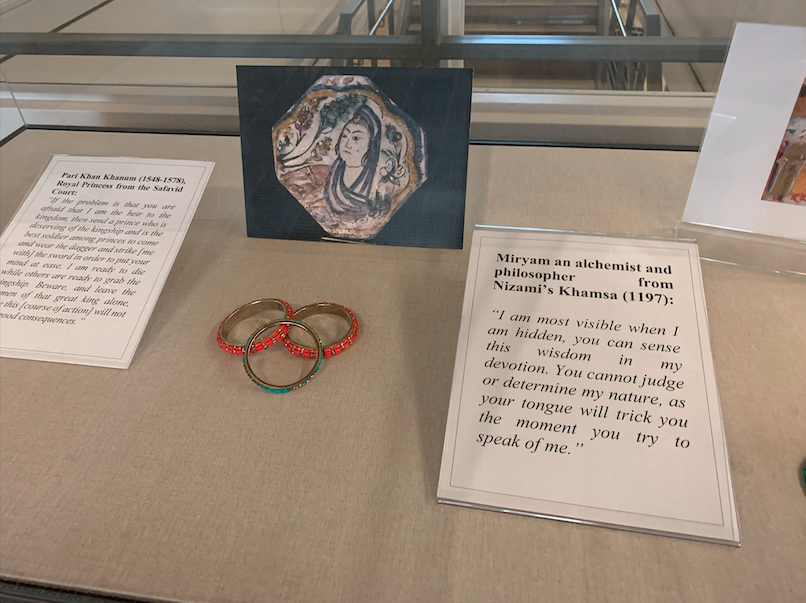 Pari Khan Khanum (1548-1578),
Royal Princess from the Safavid
Court:
"If the problem is that you are
afraid that I am the heir to the
kingdom, then send a prince who is
deserving of the kingship and is the
best soldier among princes to come
and wear the dagger and strike [me
with] the sword in order to put your
mind at ease. I am ready to die
while others are ready to grab the
Beware, and leave the
of that great king alone,
this [course of action] will not
good consequences."
Miryam an alchemist and
philosopher from
Nizami's Khamsa (1197):
"I am most visible when I
am hidden, you can sense
this wisdom in my
devotion. You cannot judge
or determine my nature, as
your tongue will trick you
the moment you try to
speak of me."